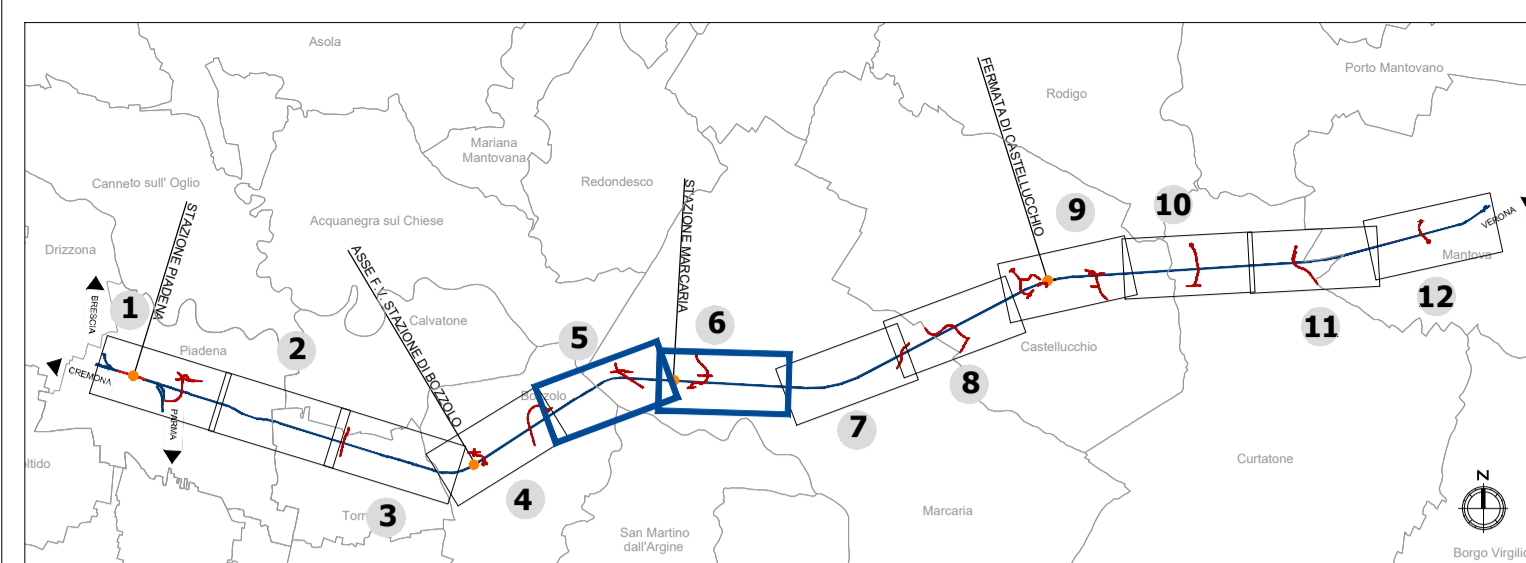 Asola
Porto Mantovano
Rodigo
FERMATA DI CASTELLUCCHIO
Mariana
Mantovana
Canneto sull' Oglio
Redondesco
STAZIONE MARCARIA
9
10
Acquanegra sul Chiese
STAZIONE PIADENA
VERONA
Drizzona
ASSE F.V. STAZIONE DI BOZZOLO
Mantova
BRESCIA
1
12
Calvatone
6
11
5
Piadena
2
Castellucchio
CREMONA
8
Bozzolo
PARMA
7
Curtatone
N
4
3
Marcaria
San Martino
dall'Argine
Borgo Virgilio